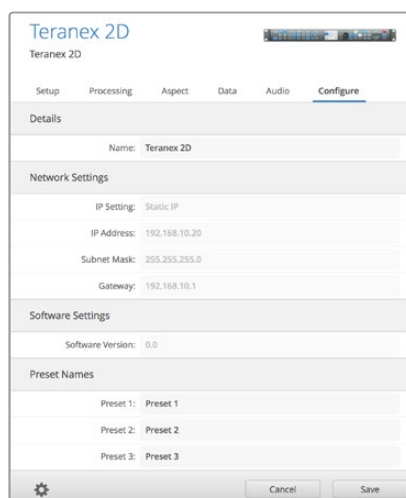 Teranex 2D
Teranex 2D
Setup Processing Aspect Data Audio Configure
Details
Name: Teranex 2D
Network Settings
IP Setting: Static IP
IP Address: 192.168.10.20
Subnet Mask: 255.255.255.0
Gateway: 192.168.10.1
Software Settings
Software Version: 0.0
Preset Names
Preset 1: Preset 1
Preset 2: Preset 2
Preset 3: Preset 3
Cancel Save